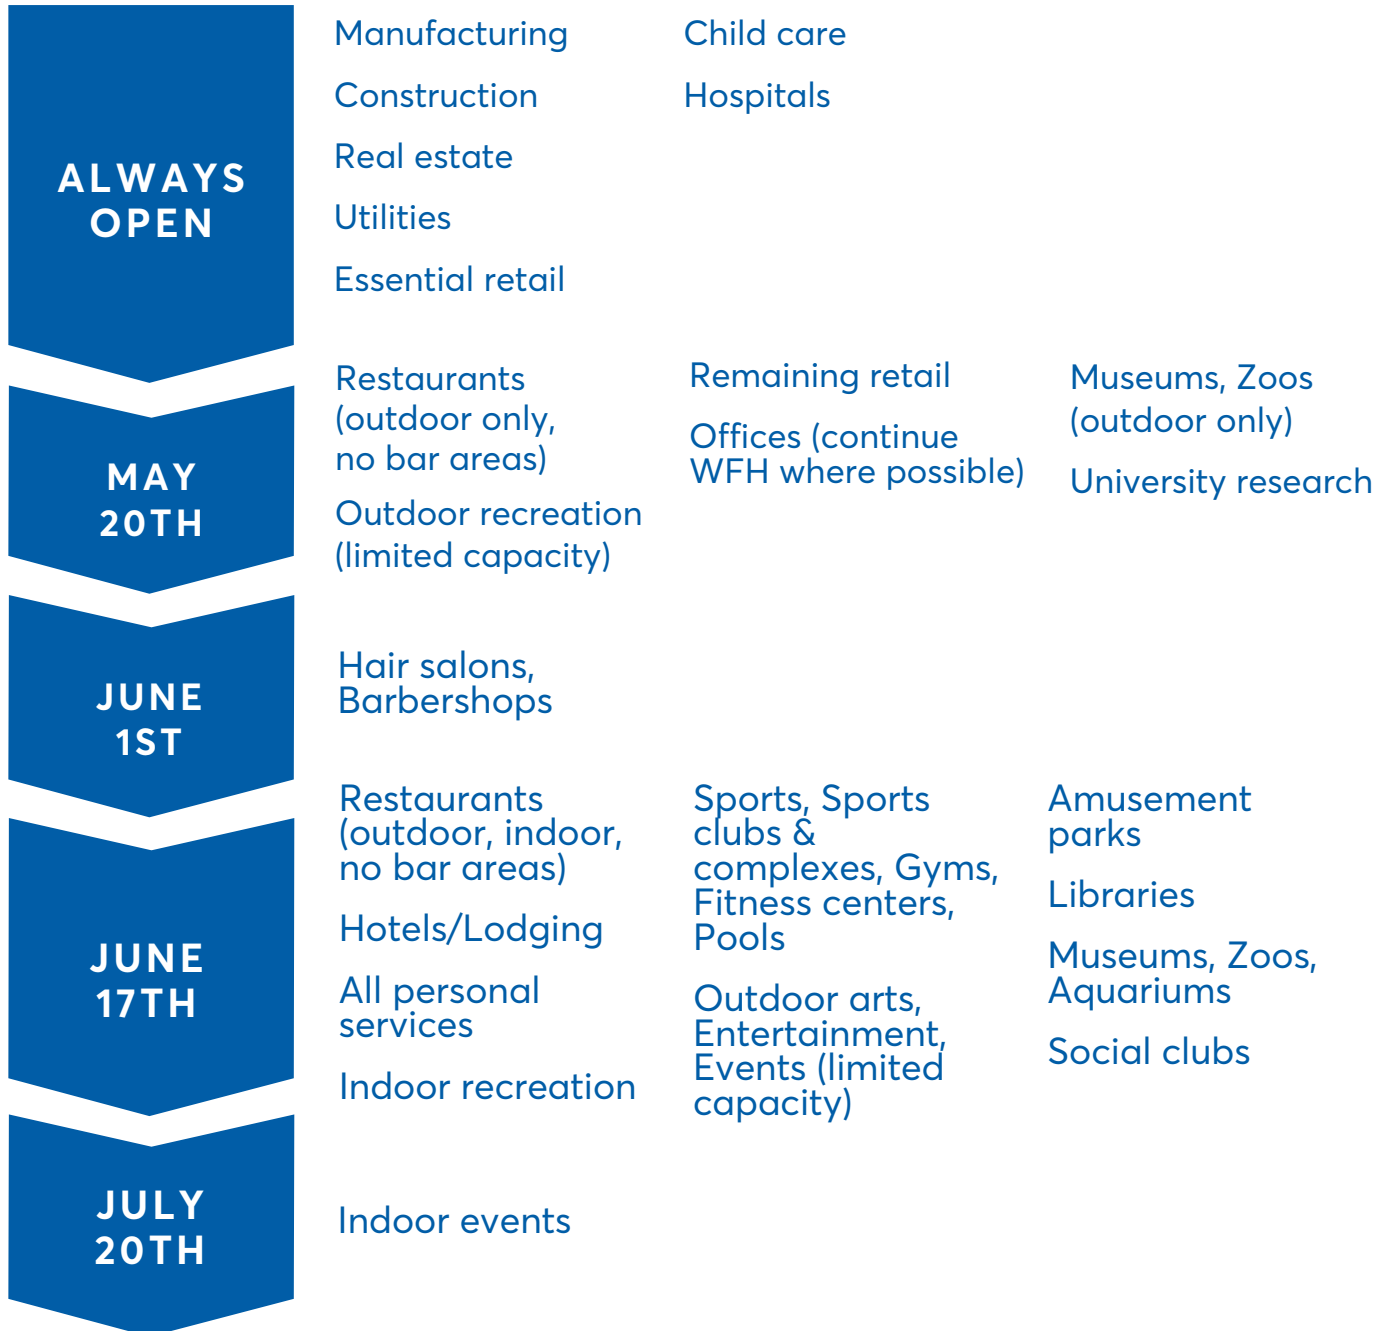 ALWAYS
OPEN
Manufacturing
Construction
Real estate
Utilities
Essential retail
Child care
Hospitals
MAY
20TH
Restaurants
(outdoor only,
no bar areas)
Outdoor recreation
(limited capacity)
Remaining retail
Offices (continue
WFH where possible)
Museums, Zoos
(outdoor only)
University research
JUNE
1ST
Hair salons,
Barbershops
JUNE
17TH
Restaurants
(outdoor, indoor,
no bar areas)
Hotels/Lodging
All personal
services
Indoor recreation
Sports, Sports
clubs &
complexes, Gyms,
Fitness centers,
Pools
Outdoor arts,
Entertainment,
Events (limited
capacity)
Amusement
parks
Libraries
Museums, Zoos,
Aquariums
Social clubs
JULY
20TH
Indoor events